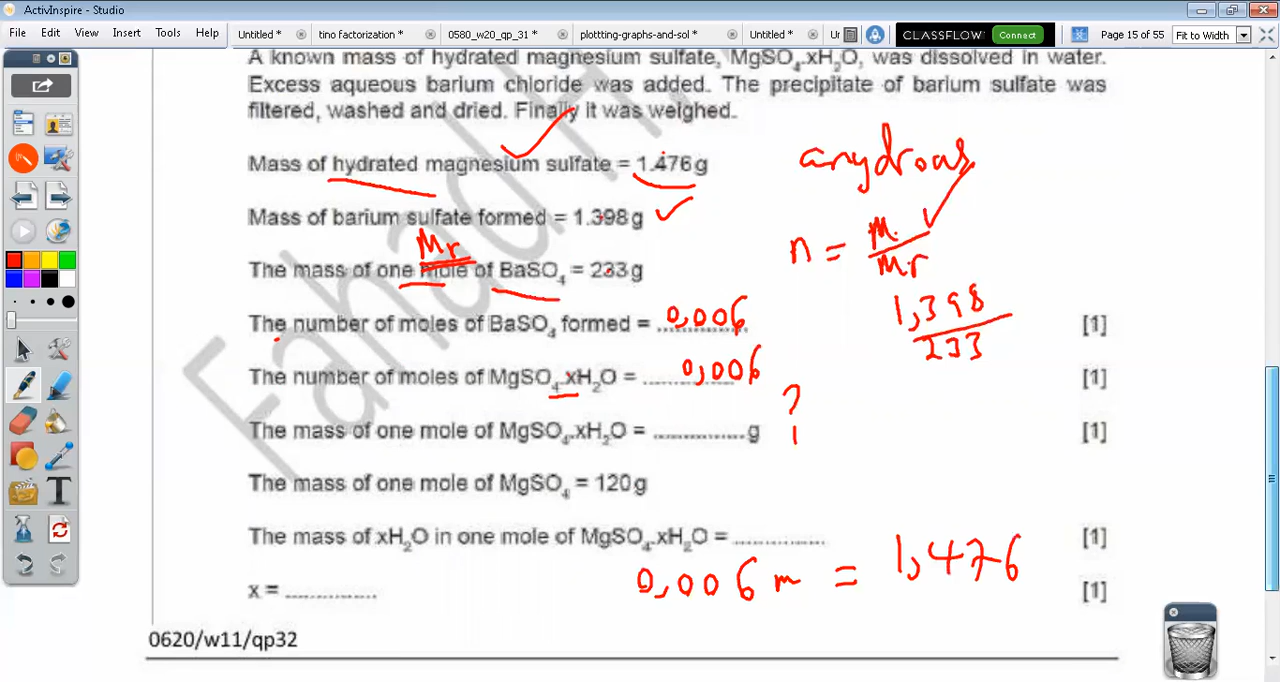 ActivInspire - Studio
File Edit View Insert Tools Help
Untitled * tino factorization * 0580_w20_qp_31 * plottting-graphs-and-sol * Untitled * Ur CLASSFLOW Connect Page 15 of 55 Fit to Width
A known mass of hydrated magnesium sulfate, MgSO4.xH2O, was dissolved in water.
Excess aqueous barium chloride was added. The precipitate of barium sulfate was
filtered, washed and dried. Finally it was weighed.
anydrous
Mass of hydrated magnesium sulfate = 1.476 g
Mass of barium sulfate formed = 1.398 g
Mr
n = m/Mr
The mass of one mole of BaSO4 = 233 g
1,398/233
The number of moles of BaSO4 formed = 0,006 [1]
The number of moles of MgSO4.xH2O = 0,006 [1]
?
The mass of one mole of MgSO4.xH2O = ............... g 1 [1]
The mass of one mole of MgSO4 = 120 g
The mass of xH2O in one mole of MgSO4.xH2O = ............... [1]
0,006 m = 1,476
x = ............... [1]
0620/w11/qp32
Fahad H
T